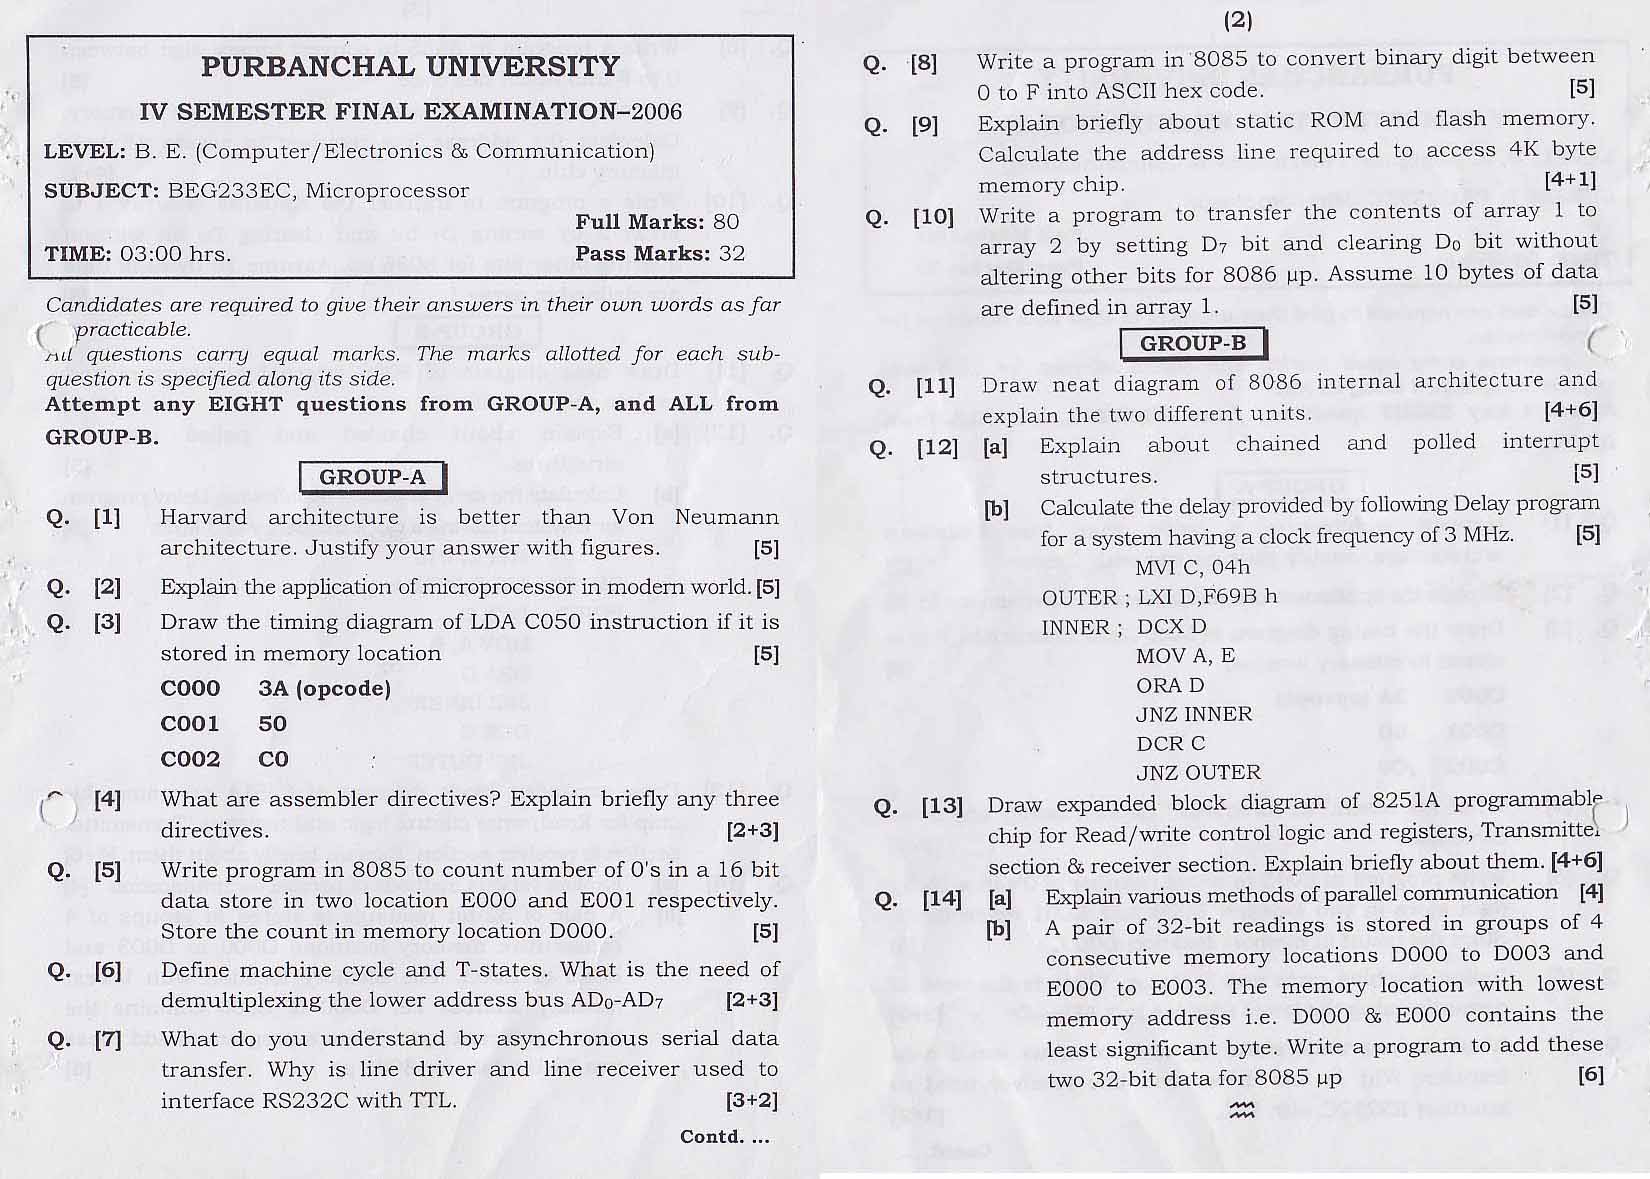 PURBANCHAL UNIVERSITY
IV SEMESTER FINAL EXAMINATION–2006
LEVEL: B. E. (Computer/Electronics & Communication)
SUBJECT: BEG233EC, Microprocessor
Full Marks: 80
TIME: 03:00 hrs. Pass Marks: 32
Candidates are required to give their answers in their own words as far
practicable.
All questions carry equal marks. The marks allotted for each sub-
question is specified along its side.
Attempt any EIGHT questions from GROUP-A, and ALL from
GROUP-B.
GROUP-A
Q. [1] Harvard architecture is better than Von Neumann
architecture. Justify your answer with figures. [5]
Q. [2] Explain the application of microprocessor in modern world. [5]
Q. [3] Draw the timing diagram of LDA C050 instruction if it is
stored in memory location [5]
C000 3A (opcode)
C001 50
C002 C0
[4] What are assembler directives? Explain briefly any three
directives. [2+3]
Q. [5] Write program in 8085 to count number of 0's in a 16 bit
data store in two location E000 and E001 respectively.
Store the count in memory location D000. [5]
Q. [6] Define machine cycle and T-states. What is the need of
demultiplexing the lower address bus AD0-AD7 [2+3]
Q. [7] What do you understand by asynchronous serial data
transfer. Why is line driver and line receiver used to
interface RS232C with TTL. [3+2]
Contd. ...
(2)
Q. [8] Write a program in 8085 to convert binary digit between
0 to F into ASCII hex code. [5]
Q. [9] Explain briefly about static ROM and flash memory.
Calculate the address line required to access 4K byte
memory chip. [4+1]
Q. [10] Write a program to transfer the contents of array 1 to
array 2 by setting D7 bit and clearing D0 bit without
altering other bits for 8086 µp. Assume 10 bytes of data
are defined in array 1. [5]
GROUP-B
Q. [11] Draw neat diagram of 8086 internal architecture and
explain the two different units. [4+6]
Q. [12] [a] Explain about chained and polled interrupt
structures. [5]
[b] Calculate the delay provided by following Delay program
for a system having a clock frequency of 3 MHz. [5]
MVI C, 04h
OUTER ; LXI D,F69B h
INNER ; DCX D
MOV A, E
ORA D
JNZ INNER
DCR C
JNZ OUTER
Q. [13] Draw expanded block diagram of 8251A programmable
chip for Read/write control logic and registers, Transmitter
section & receiver section. Explain briefly about them. [4+6]
Q. [14] [a] Explain various methods of parallel communication [4]
[b] A pair of 32-bit readings is stored in groups of 4
consecutive memory locations D000 to D003 and
E000 to E003. The memory location with lowest
memory address i.e. D000 & E000 contains the
least significant byte. Write a program to add these
two 32-bit data for 8085 µp [6]